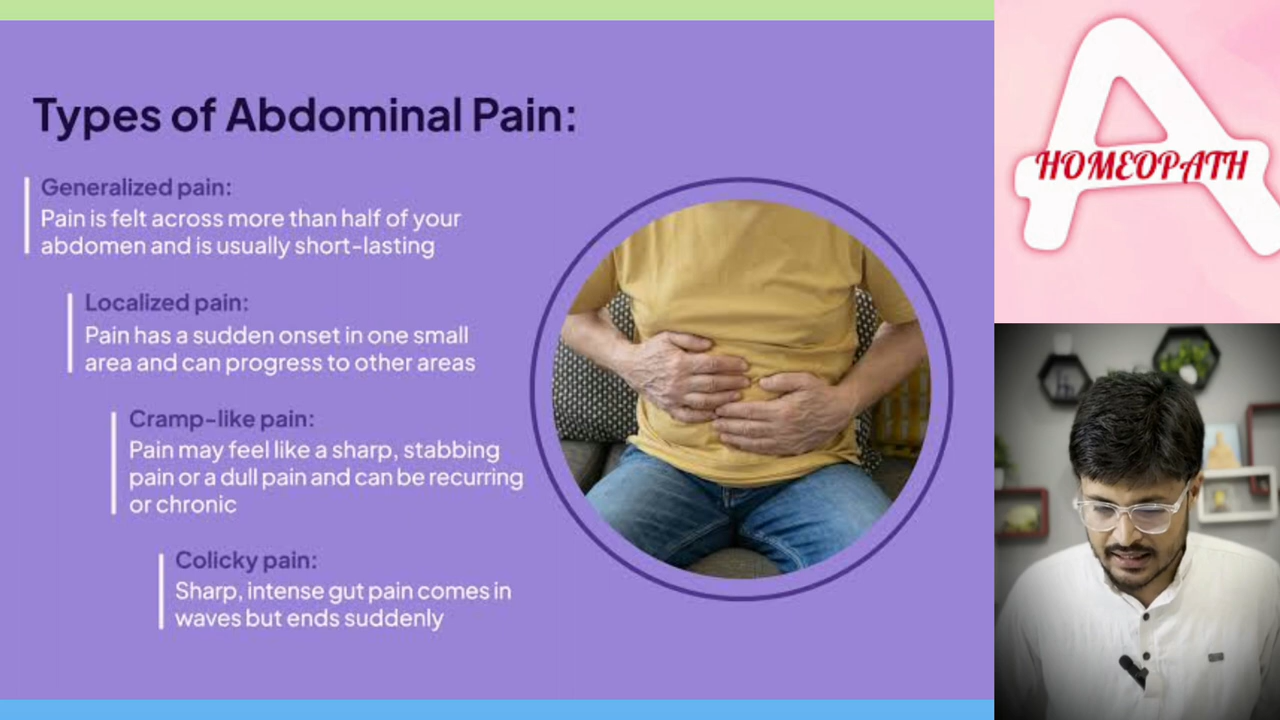 Types of Abdominal Pain:
Generalized pain:
Pain is felt across more than half of your
abdomen and is usually short-lasting
Localized pain:
Pain has a sudden onset in one small
area and can progress to other areas
Cramp-like pain:
Pain may feel like a sharp, stabbing
pain or a dull pain and can be recurring
or chronic
Colicky pain:
Sharp, intense gut pain comes in
waves but ends suddenly
A
HOMEOPATH